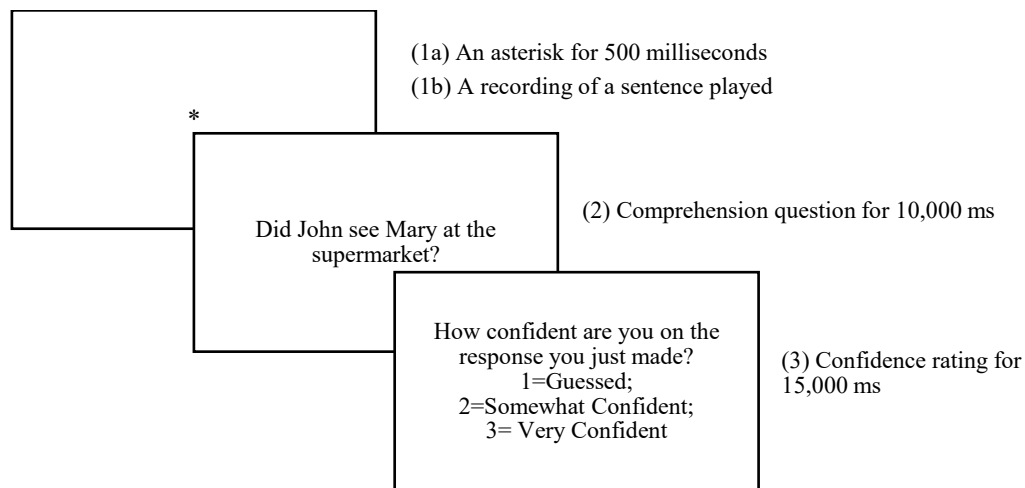 (1a) An asterisk for 500 milliseconds
(1b) A recording of a sentence played
*
Did John see Mary at the
supermarket?
(2) Comprehension question for 10,000 ms
How confident are you on the
response you just made?
1=Guessed;
2=Somewhat Confident;
3= Very Confident
(3) Confidence rating for
15,000 ms